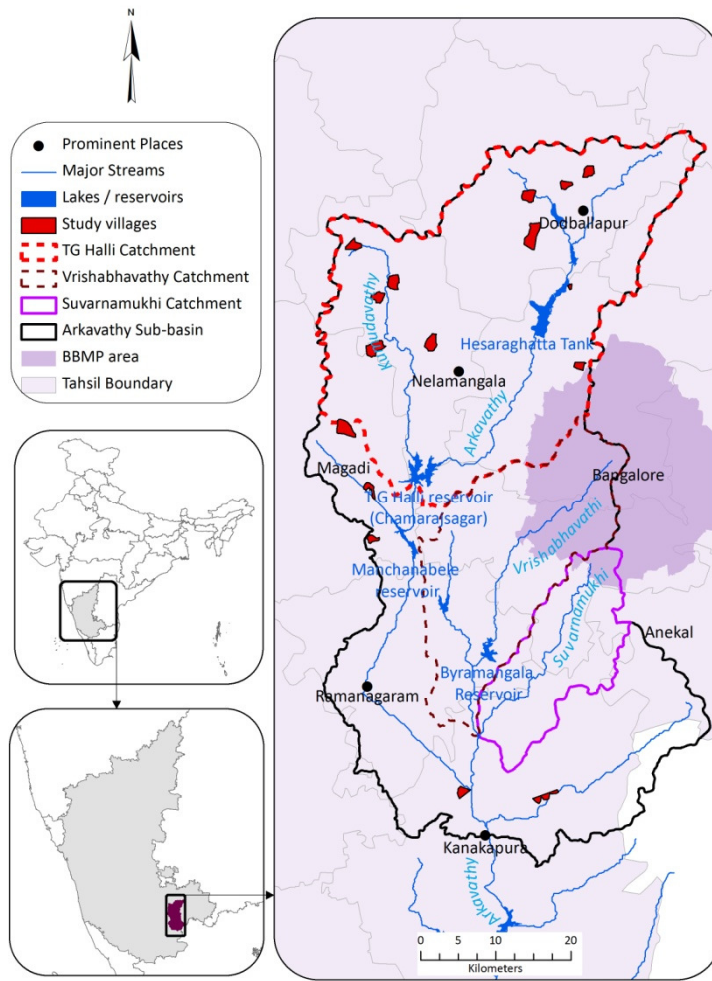 Prominent Places
Major Streams
Lakes / reservoirs
Study villages
TG Halli Catchment
Vrishabhavathy Catchment
Suvarnamukhi Catchment
Arkavathy Sub-basin
BBMP area
Tahsil Boundary
Dodballapur
Kumudavathy
Hesaraghatta Tank
Nelamangala
Arkavathy
Magadi
Bangalore
TG Halli reservoir
(Chamarajsagar)
Vrishabhavathi
Manchanabele
reservoir
Suvarnamukhi
Anekal
Byramangala
Reservoir
Ramanagaram
Kanakapura
Arkavathy
0 5 10 20
Kilometers